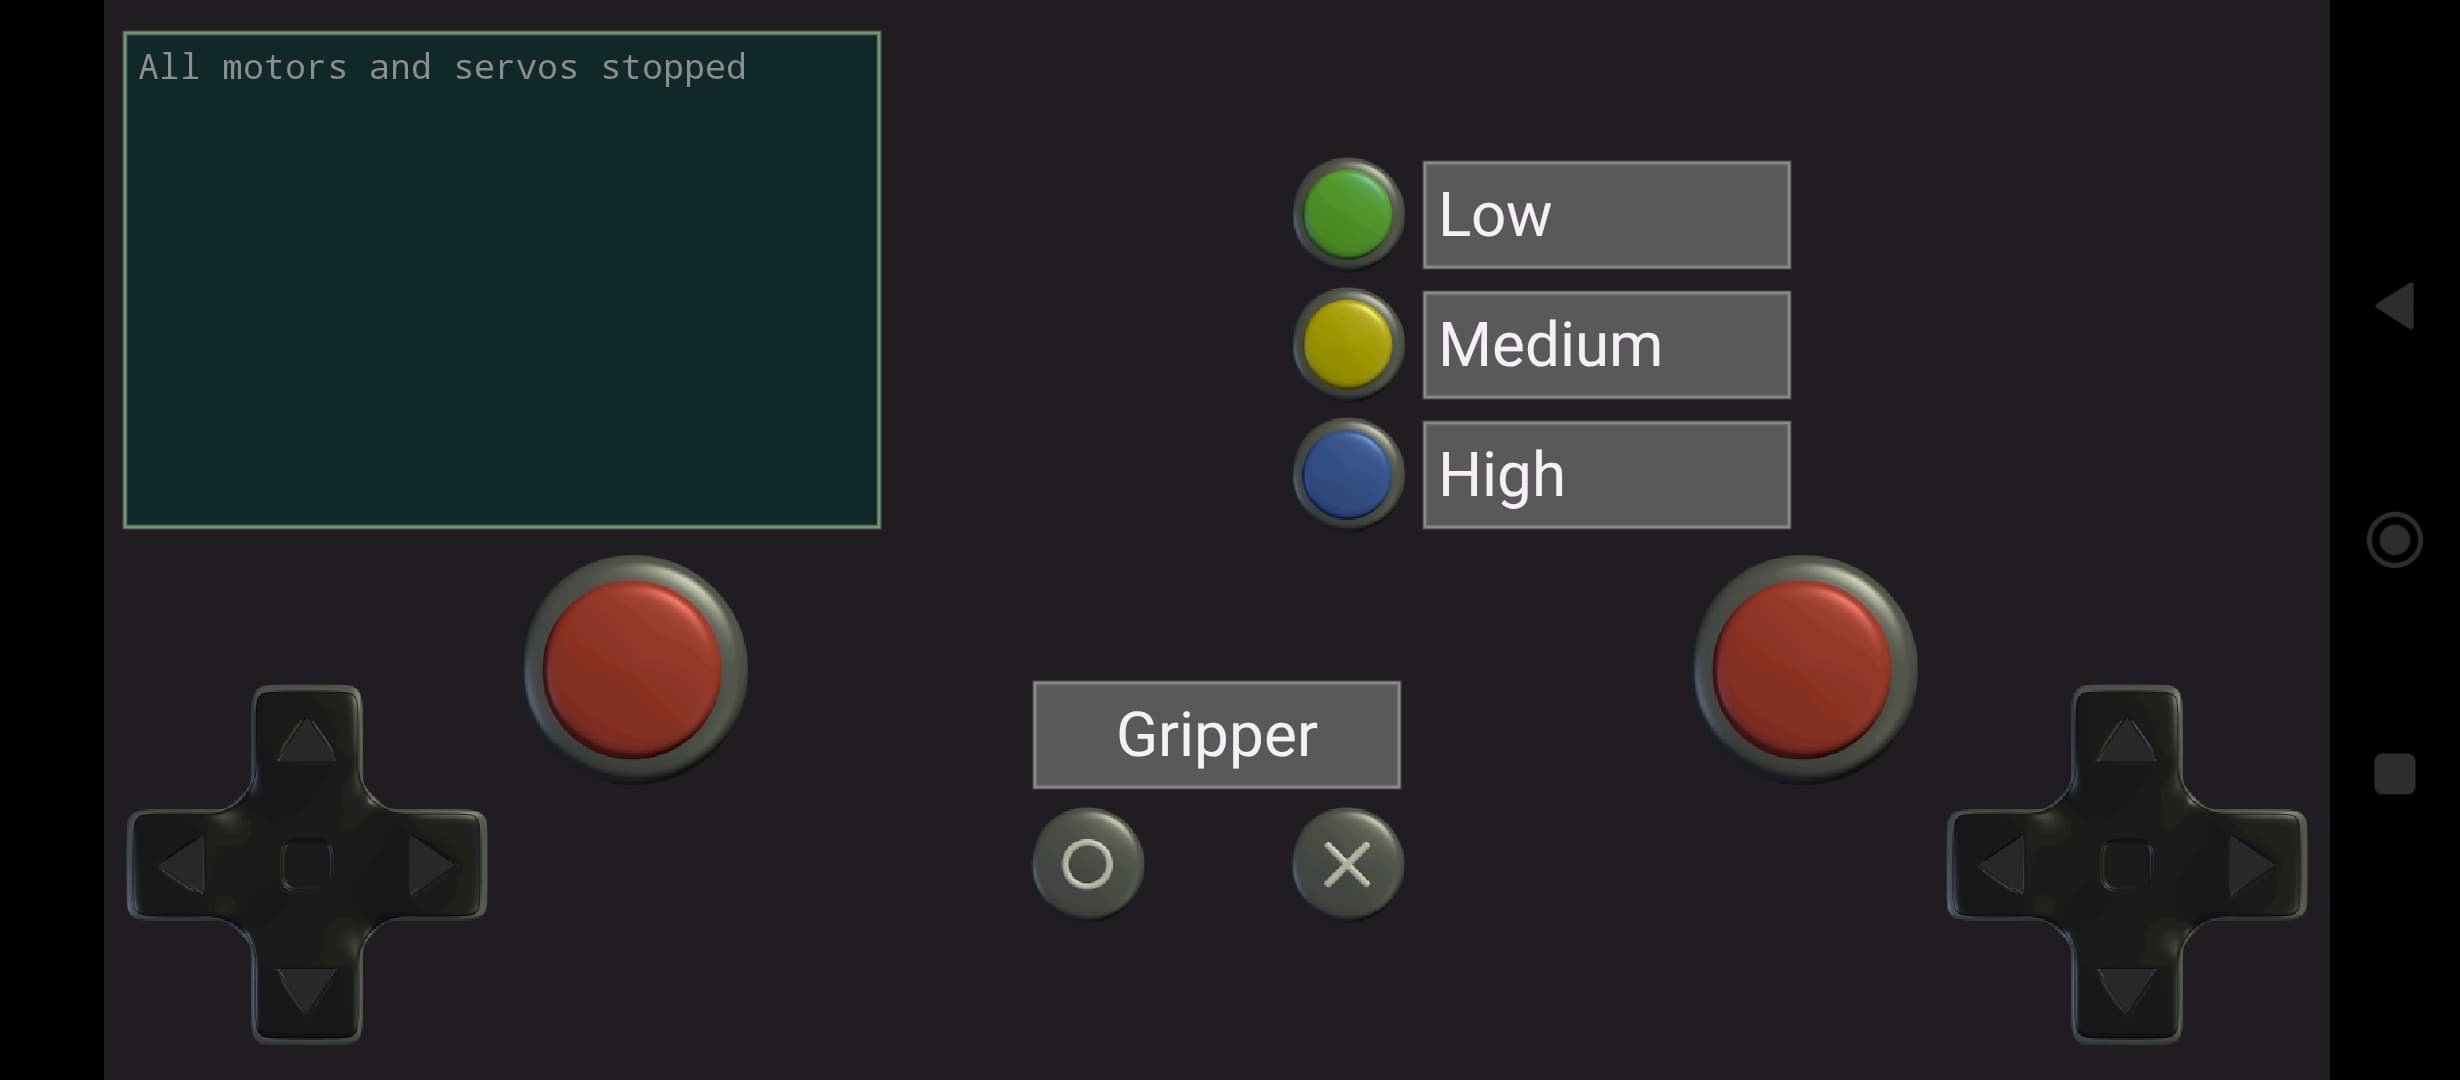 All motors and servos stopped
Low
Medium
High
Gripper